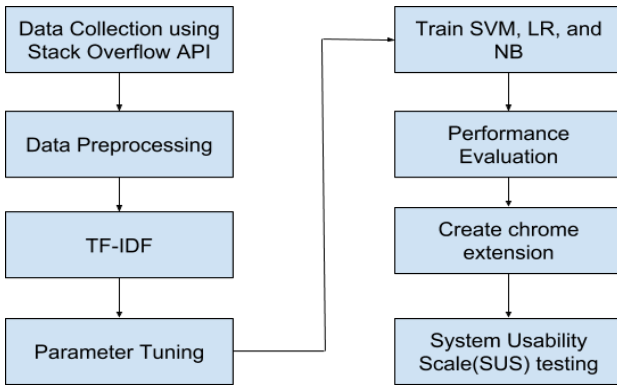 Data Collection using
Stack Overflow API
Data Preprocessing
TF-IDF
Parameter Tuning
Train SVM, LR, and
NB
Performance
Evaluation
Create chrome
extension
System Usability
Scale(SUS) testing